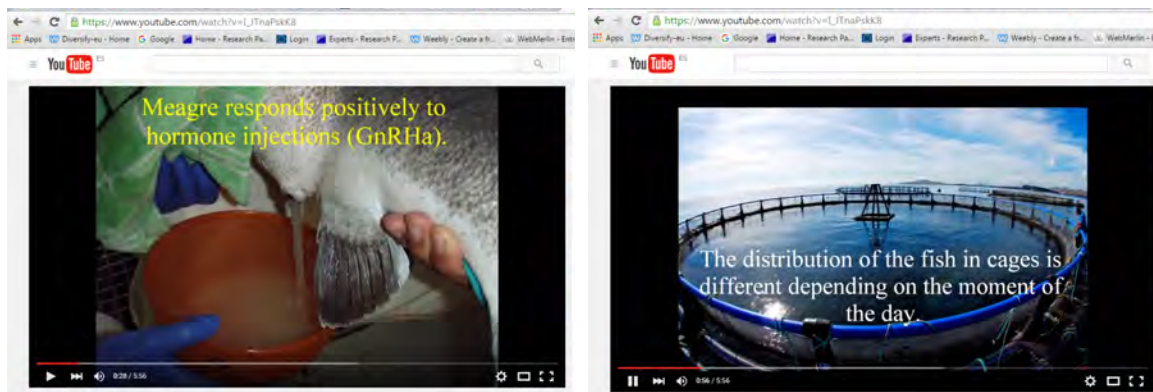 https://www.youtube.com/watch?v=I_JTnaPskK8
Apps Diversify-eu - Home Google Home - Research Pa... Login Experts - Research P... Weebly - Create a fr... WebMerlin - Entr
YouTube ES
Meagre responds positively to
hormone injections (GnRHa).
0:28 / 5:56
https://www.youtube.com/watch?v=I_JTnaPskK8
Apps Diversify-eu - Home Google Home - Research Pa... Login Experts - Research P... Weebly - Create a fr... WebMerlin - E
YouTube ES
The distribution of the fish in cages is
different depending on the moment of
the day.
0:56 / 5:56